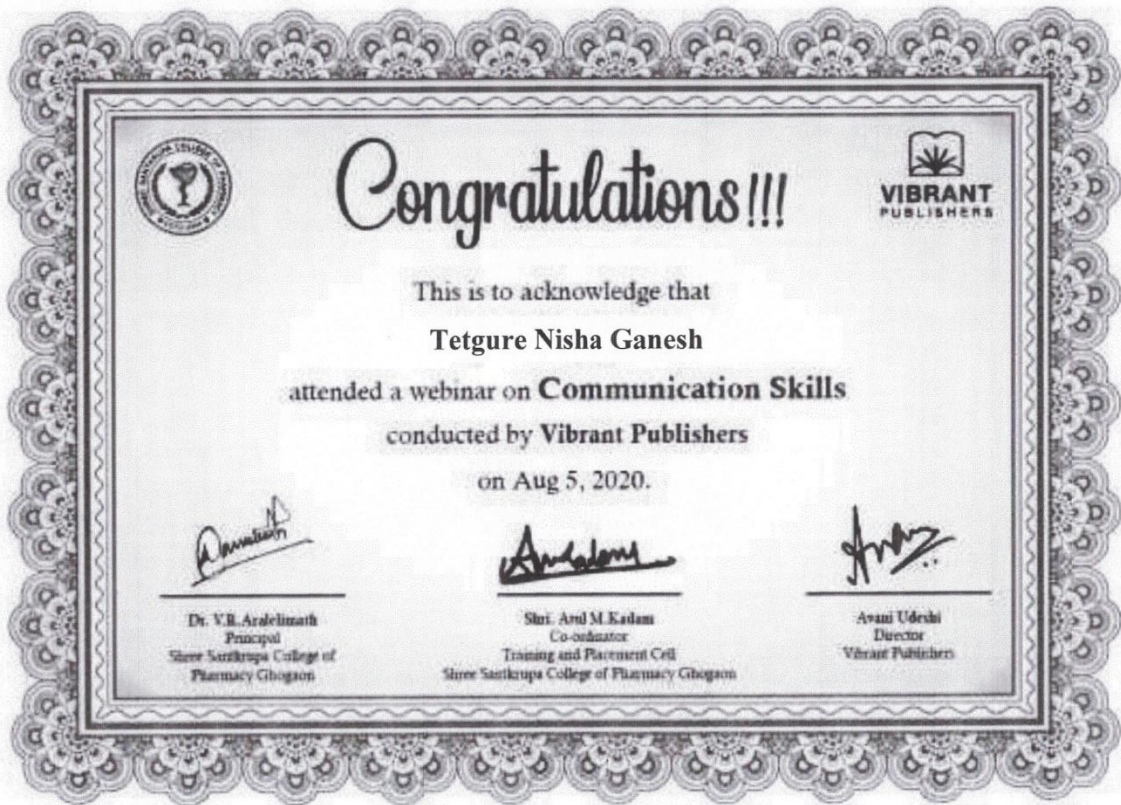 Congratulations!!!
VIBRANT
PUBLISHERS
This is to acknowledge that
Tetgure Nisha Ganesh
attended a webinar on Communication Skills
conducted by Vibrant Publishers
on Aug 5, 2020.
Dr. V.R. Aralelimath
Principal
Shree Santkrupa College of
Pharmacy Ghogaon
Shri. Atul M.Kadam
Co-ordinator
Training and Placement Cell
Shree Santkrupa College of Pharmacy Ghogaon
Avani Udeshi
Director
Vibrant Publishers